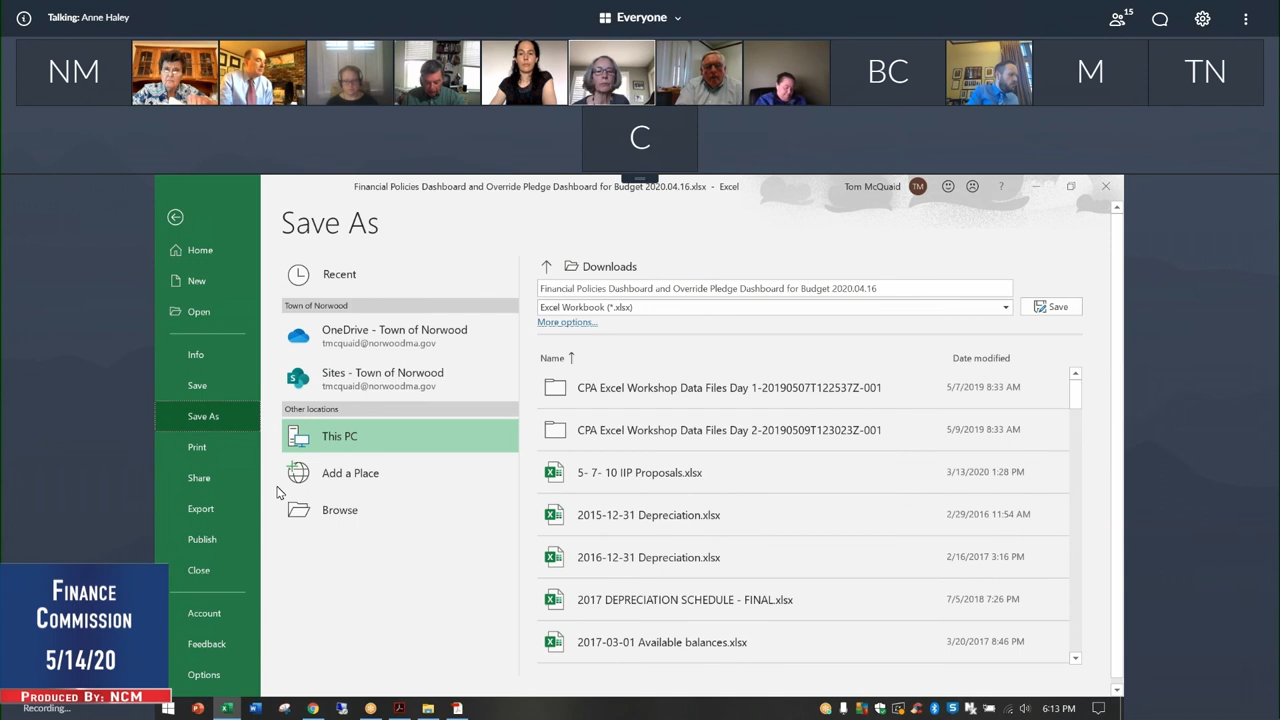 Talking: Anne Haley
Everyone
15
NM
BC
M
TN
C
Financial Policies Dashboard and Override Pledge Dashboard for Budget 2020.04.16.xlsx - Excel
Tom McQuaid
TM
?
Save As
Home
New
Open
Info
Save
Save As
Print
Share
Export
Publish
Close
Account
Feedback
Options
Recent
Town of Norwood
OneDrive - Town of Norwood
tmcquaid@norwoodma.gov
Sites - Town of Norwood
tmcquaid@norwoodma.gov
Other locations
This PC
Add a Place
Browse
Downloads
Financial Policies Dashboard and Override Pledge Dashboard for Budget 2020.04.16
Excel Workbook (*.xlsx)
Save
More options...
Name Date modified
CPA Excel Workshop Data Files Day 1-20190507T122537Z-001 5/7/2019 8:33 AM
CPA Excel Workshop Data Files Day 2-20190509T123023Z-001 5/9/2019 8:33 AM
5- 7- 10 IIP Proposals.xlsx 3/13/2020 1:28 PM
2015-12-31 Depreciation.xlsx 2/29/2016 11:54 AM
2016-12-31 Depreciation.xlsx 2/16/2017 3:16 PM
2017 DEPRECIATION SCHEDULE - FINAL.xlsx 7/5/2018 7:26 PM
2017-03-01 Available balances.xlsx 3/20/2017 8:46 PM
Finance
Commission
5/14/20
Produced By: NCM
Recording...
6:13 PM